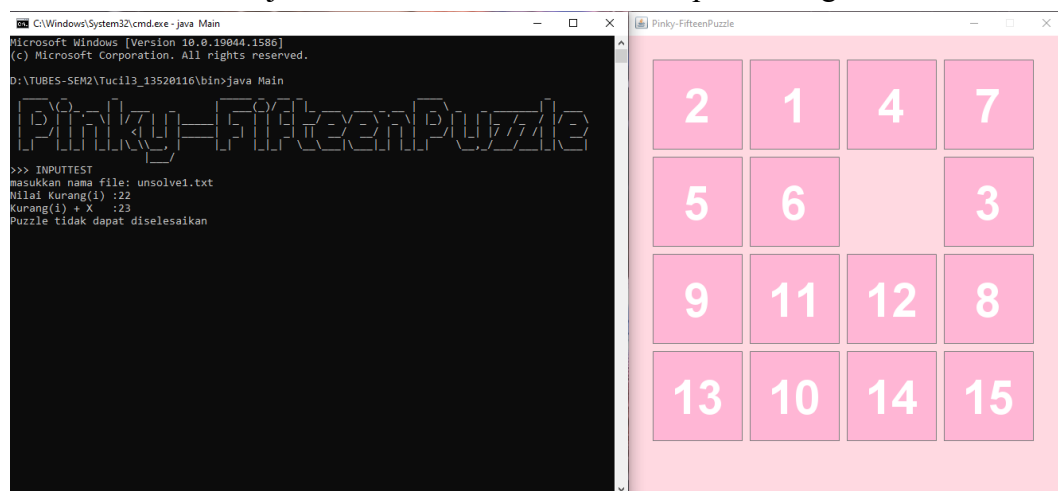 C:\Windows\System32\cmd.exe - java Main
Microsoft Windows [Version 10.0.19044.1586]
(c) Microsoft Corporation. All rights reserved.
D:\TUBES-SEM2\Tucil3_13520116\bin>java Main
Pinky-FifteenPuzzle
>>> INPUTTEST
masukkan nama file: unsolve1.txt
Nilai Kurang(i) :22
Kurang(i) + X   :23
Puzzle tidak dapat diselesaikan
Pinky-FifteenPuzzle
2 1 4 7
5 6 3
9 11 12 8
13 10 14 15